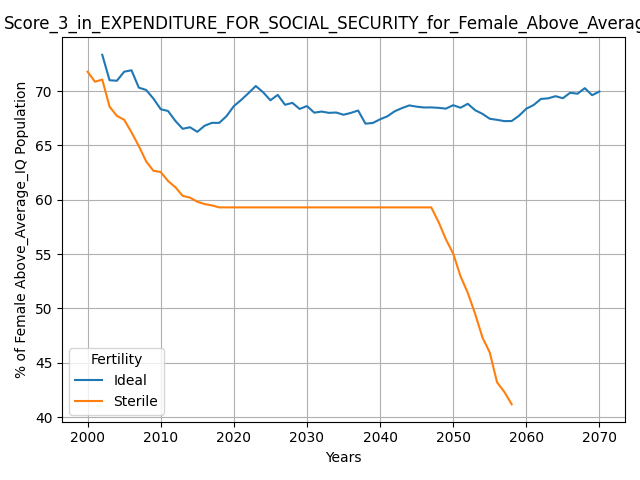 Score_3_in_EXPENDITURE_FOR_SOCIAL_SECURITY_for_Female_Above_Averag
% of Female Above_Average_IQ Population
70
65
60
55
50
45
40
Fertility
Ideal
Sterile
2000 2010 2020 2030 2040 2050 2060 2070
Years